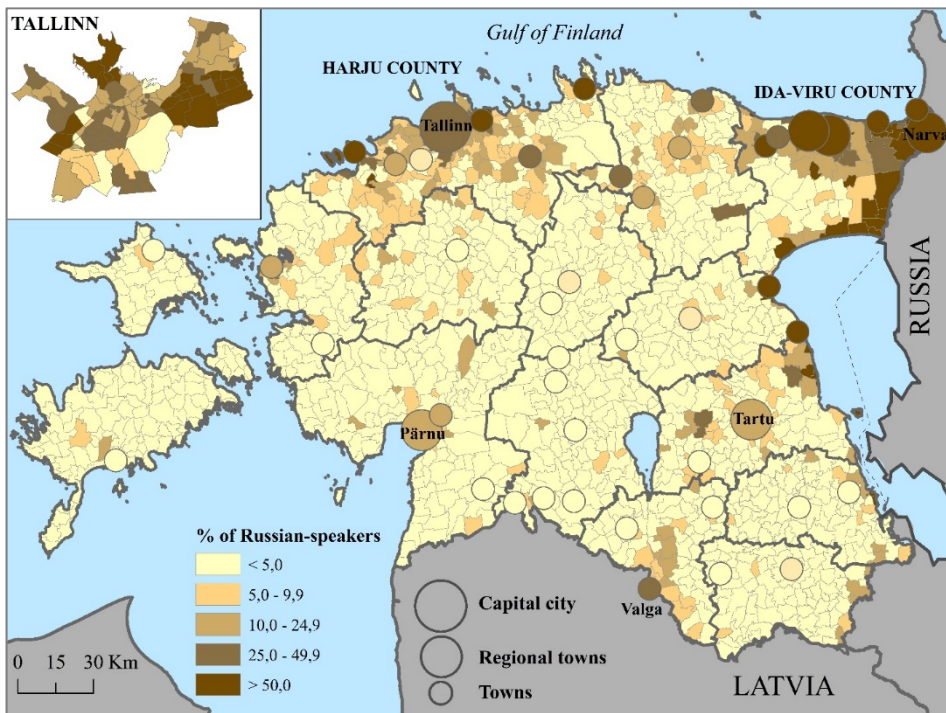 TALLINN
Gulf of Finland
HARJU COUNTY
IDA-VIRU COUNTY
Tallinn
Narva
RUSSIA
Pärnu
Tartu
Valga
LATVIA
% of Russian-speakers
< 5,0
5,0 - 9,9
10,0 - 24,9
25,0 - 49,9
> 50,0
Capital city
Regional towns
Towns
0 15 30 Km